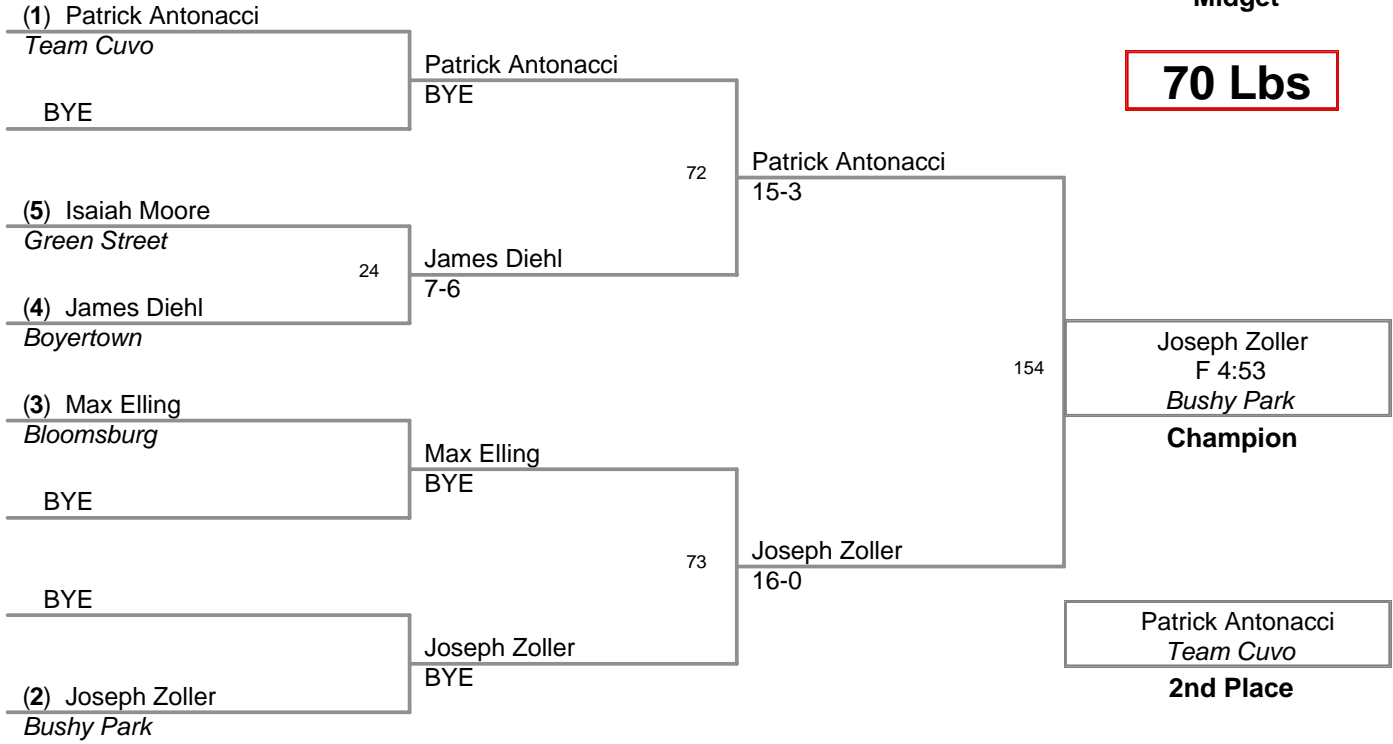 Midget
70 Lbs
(1) Patrick Antonacci
Team Cuvo
BYE
(5) Isaiah Moore
Green Street
24
(4) James Diehl
Boyertown
(3) Max Elling
Bloomsburg
BYE
BYE
(2) Joseph Zoller
Bushy Park
Patrick Antonacci
BYE
72
James Diehl
7-6
Max Elling
BYE
73
Joseph Zoller
BYE
Patrick Antonacci
15-3
154
Joseph Zoller
16-0
Joseph Zoller
F 4:53
Bushy Park
Champion
Patrick Antonacci
Team Cuvo
2nd Place